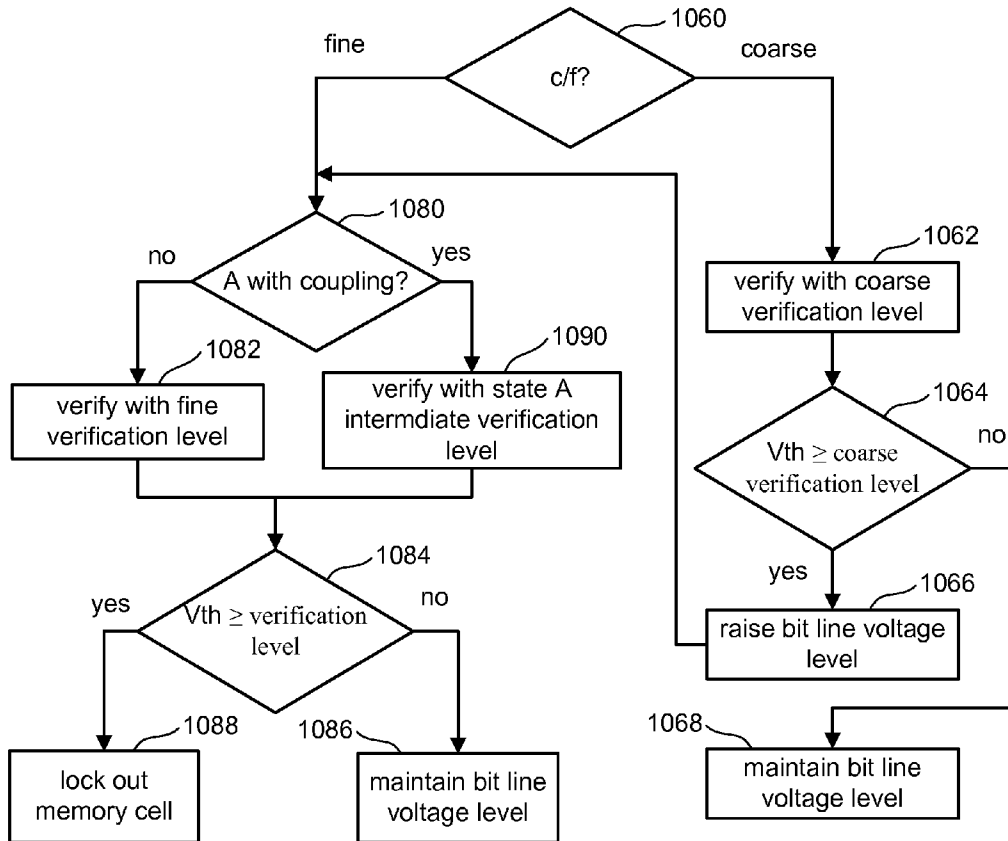 1060
fine
coarse
c/f?
1080
no
yes
A with coupling?
1062
verify with coarse
verification level
1082
verify with fine
verification level
1090
verify with state A
intermdiate verification
level
1064
no
Vth ≥ coarse
verification level
yes
1084
yes
no
Vth ≥ verification
level
1066
raise bit line voltage
level
1088
lock out
memory cell
1086
maintain bit line
voltage level
1068
maintain bit line
voltage level